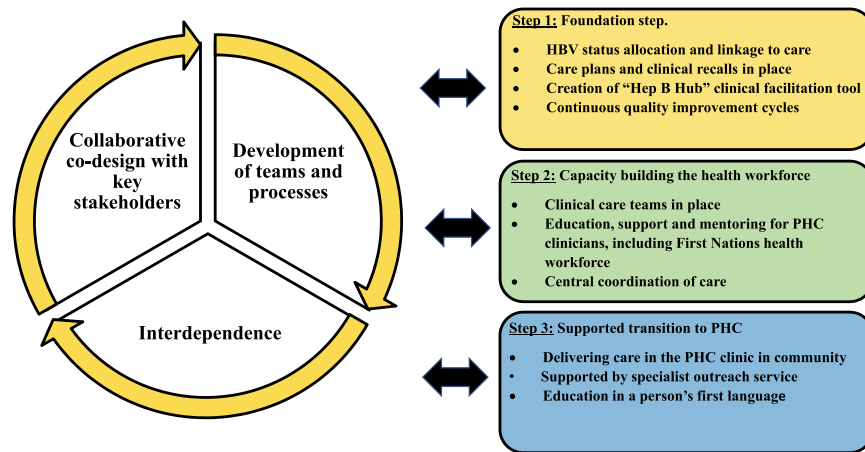 Collaborative
co-design with
key
stakeholders
Development
of teams and
processes
Interdependence
Step 1: Foundation step.
• HBV status allocation and linkage to care
• Care plans and clinical recalls in place
• Creation of “Hep B Hub” clinical facilitation tool
• Continuous quality improvement cycles
Step 2: Capacity building the health workforce
• Clinical care teams in place
• Education, support and mentoring for PHC
clinicians, including First Nations health
workforce
• Central coordination of care
Step 3: Supported transition to PHC
• Delivering care in the PHC clinic in community
• Supported by specialist outreach service
• Education in a person’s first language